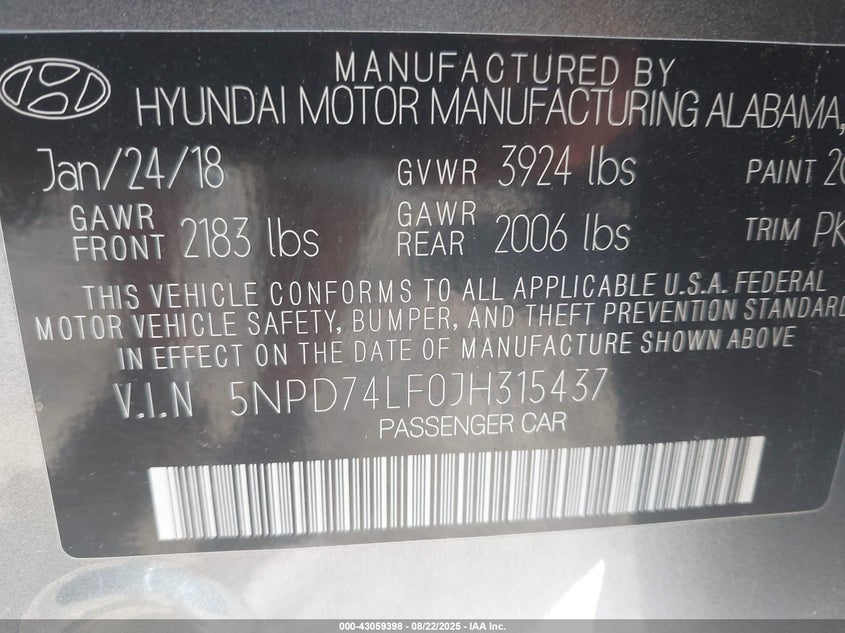 MANUFACTURED BY
HYUNDAI MOTOR MANUFACTURING ALABAMA,
Jan/24/18 GVWR 3924 lbs PAINT
GAWR FRONT 2183 lbs GAWR REAR 2006 lbs TRIM
THIS VEHICLE CONFORMS TO ALL APPLICABLE U.S.A. FEDERAL
MOTOR VEHICLE SAFETY, BUMPER, AND THEFT PREVENTION STANDARD
IN EFFECT ON THE DATE OF MANUFACTURE SHOWN ABOVE
V.I.N 5NPD74LF0JH315437
PASSENGER CAR
000-43059398 - 08/22/2025 - IAA Inc.